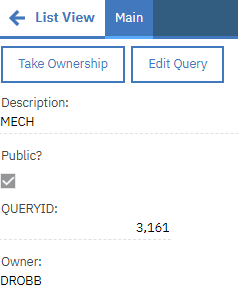 List View Main
Take Ownership Edit Query
Description:
MECH
Public?
QUERYID:
3,161
Owner:
DROBB